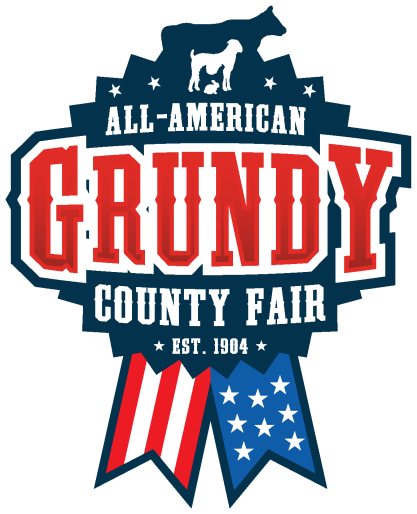 ALL-AMERICAN
GRUNDY
COUNTY FAIR
EST. 1904